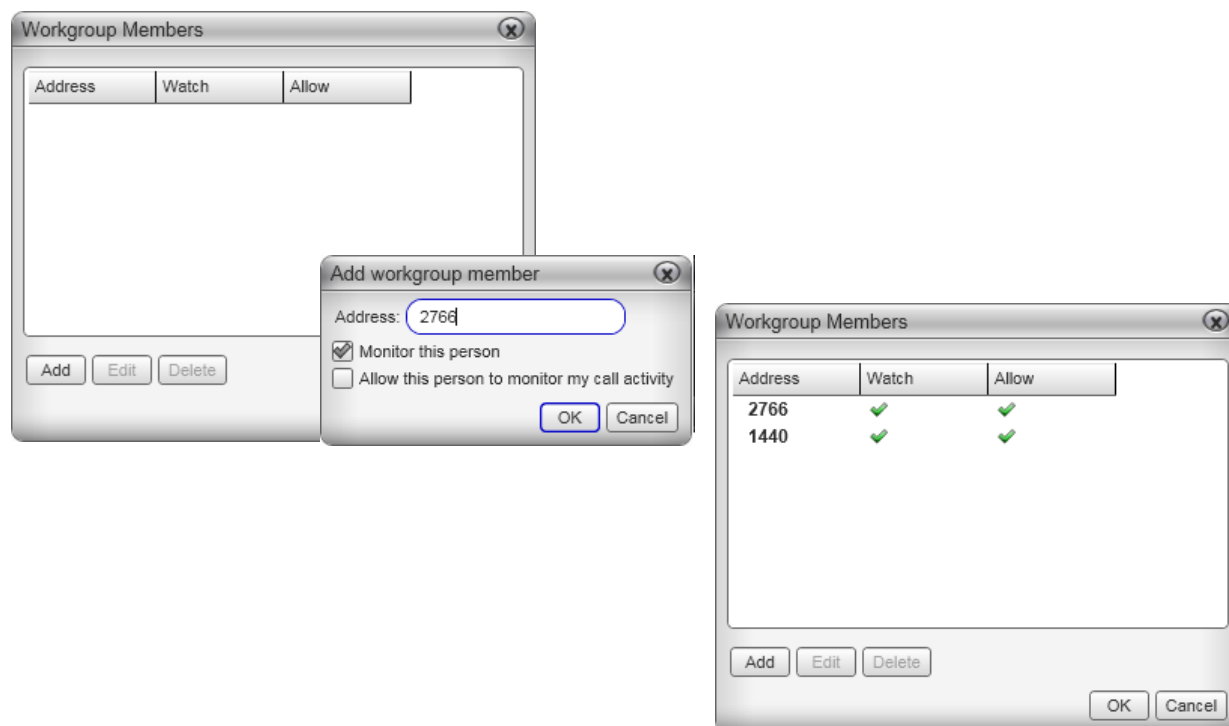 Workgroup Members
Address Watch Allow
Add Edit Delete
Add workgroup member
Address: 2766
Monitor this person
Allow this person to monitor my call activity
OK Cancel
Workgroup Members
Address Watch Allow
2766
1440
Add Edit Delete
OK Cancel